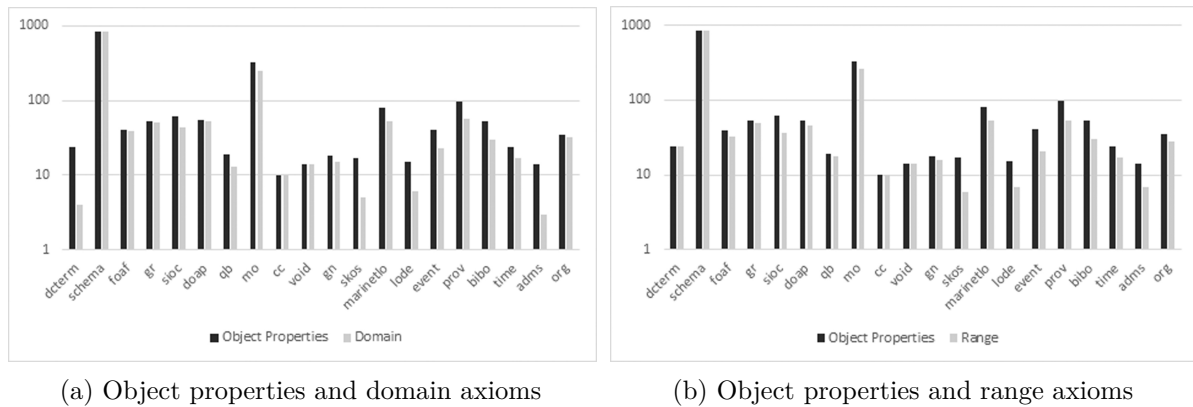 1000
100
10
1
dcterm schema foaf gr sioc doap qb mo cc void gn skos marinetlo lode event prov bibo time adms org
Object Properties Domain
(a) Object properties and domain axioms
1000
100
10
1
dcterm schema foaf gr sioc doap qb mo cc void gn skos marinetlo lode event prov bibo time adms org
Object Properties Range
(b) Object properties and range axioms